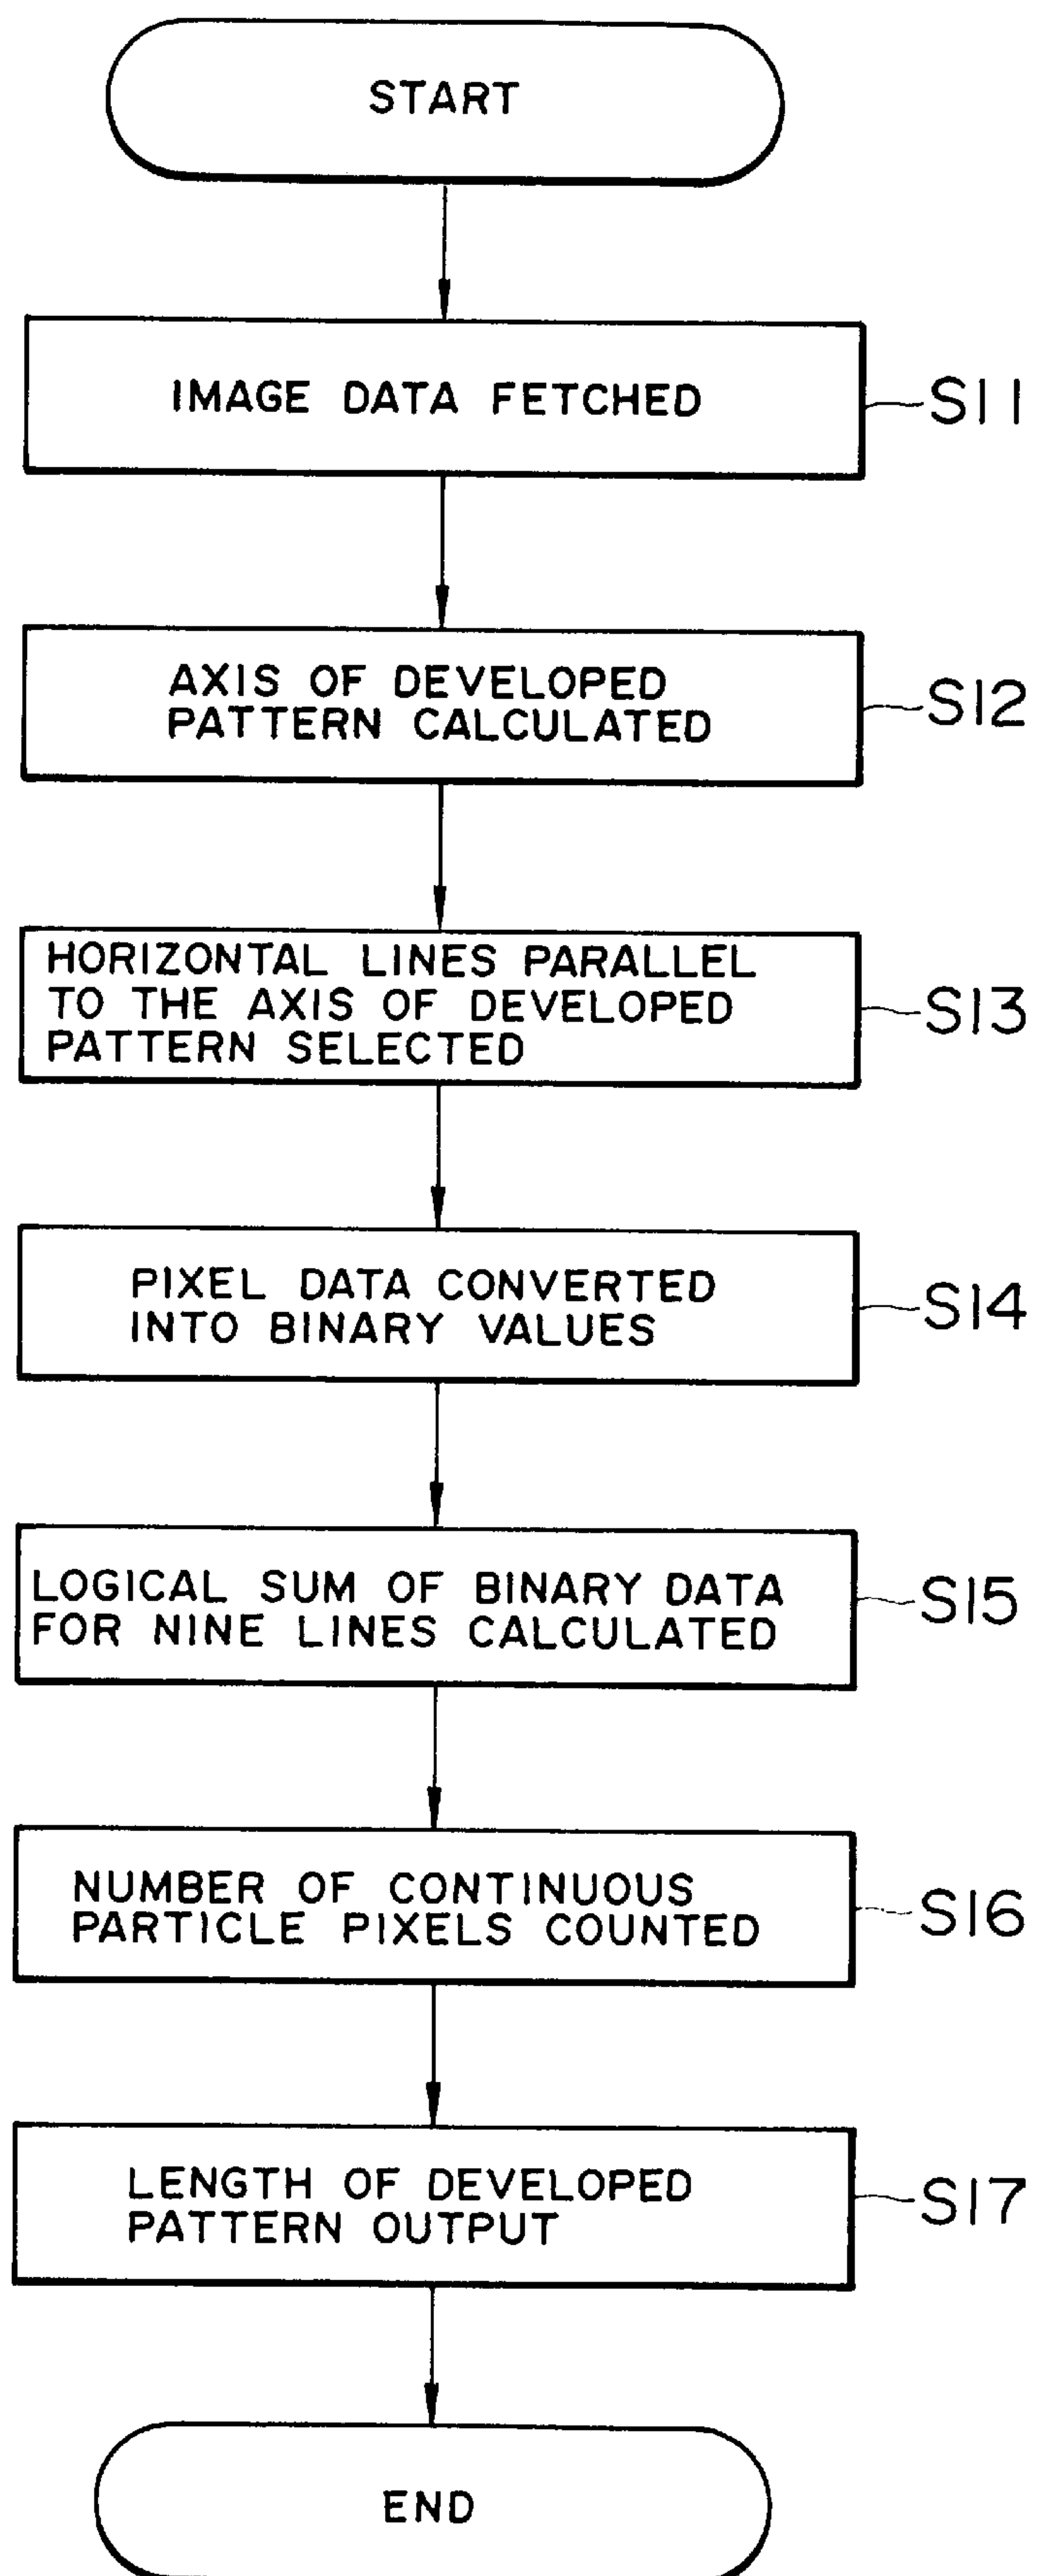 START
IMAGE DATA FETCHED
S11
AXIS OF DEVELOPED
PATTERN CALCULATED
S12
HORIZONTAL LINES PARALLEL
TO THE AXIS OF DEVELOPED
PATTERN SELECTED
S13
PIXEL DATA CONVERTED
INTO BINARY VALUES
S14
LOGICAL SUM OF BINARY DATA
FOR NINE LINES CALCULATED
S15
NUMBER OF CONTINUOUS
PARTICLE PIXELS COUNTED
S16
LENGTH OF DEVELOPED
PATTERN OUTPUT
S17
END